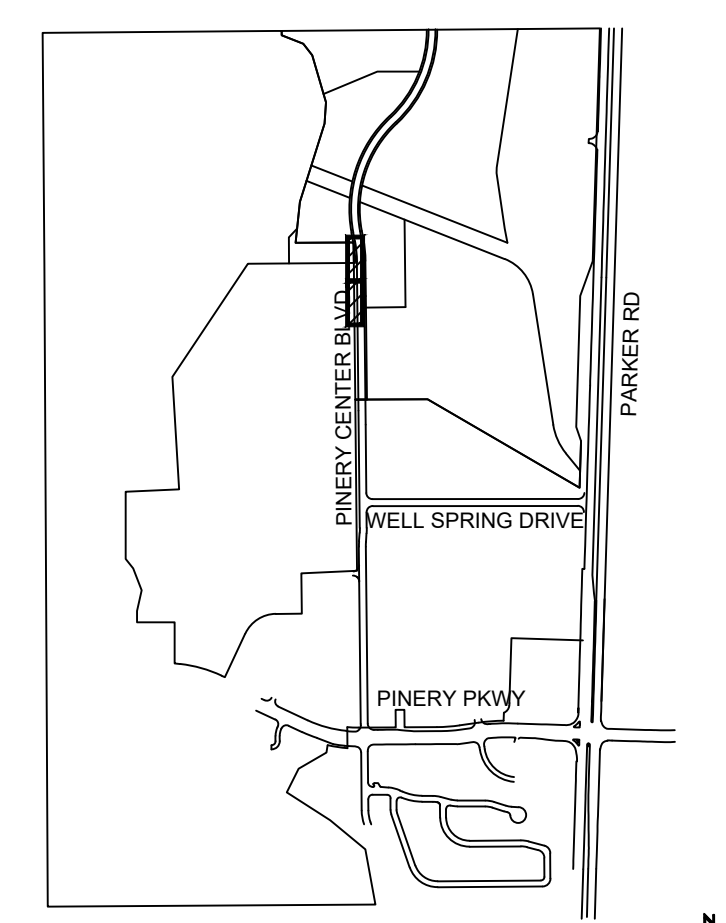 PINERY CENTER BLVD
PARKER RD
WELL SPRING DRIVE
PINERY PKWY